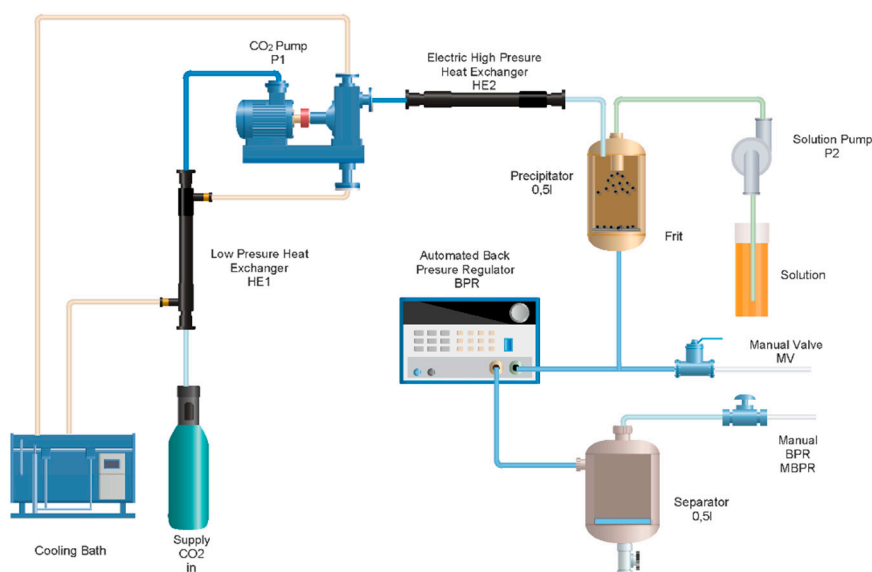 CO₂ Pump
P1
Electric High Presure
Heat Exchanger
HE2
Solution Pump
P2
Precipitator
0,5l
Frit
Low Presure Heat
Exchanger
HE1
Automated Back
Presure Regulator
BPR
Solution
Manual Valve
MV
Manual
BPR
MBPR
Separator
0,5l
Cooling Bath
Supply
CO2
in